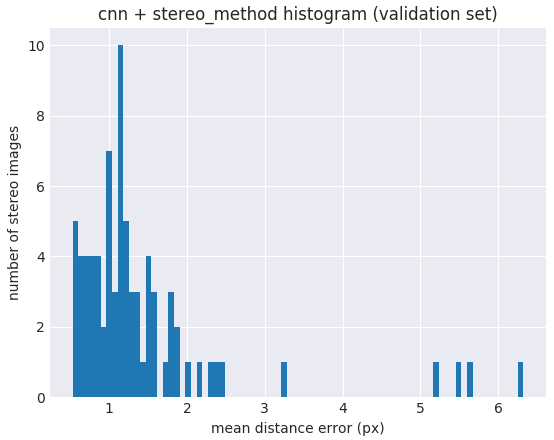 cnn + stereo_method histogram (validation set)
10
8
6
4
2
0
number of stereo images
1 2 3 4 5 6
mean distance error (px)